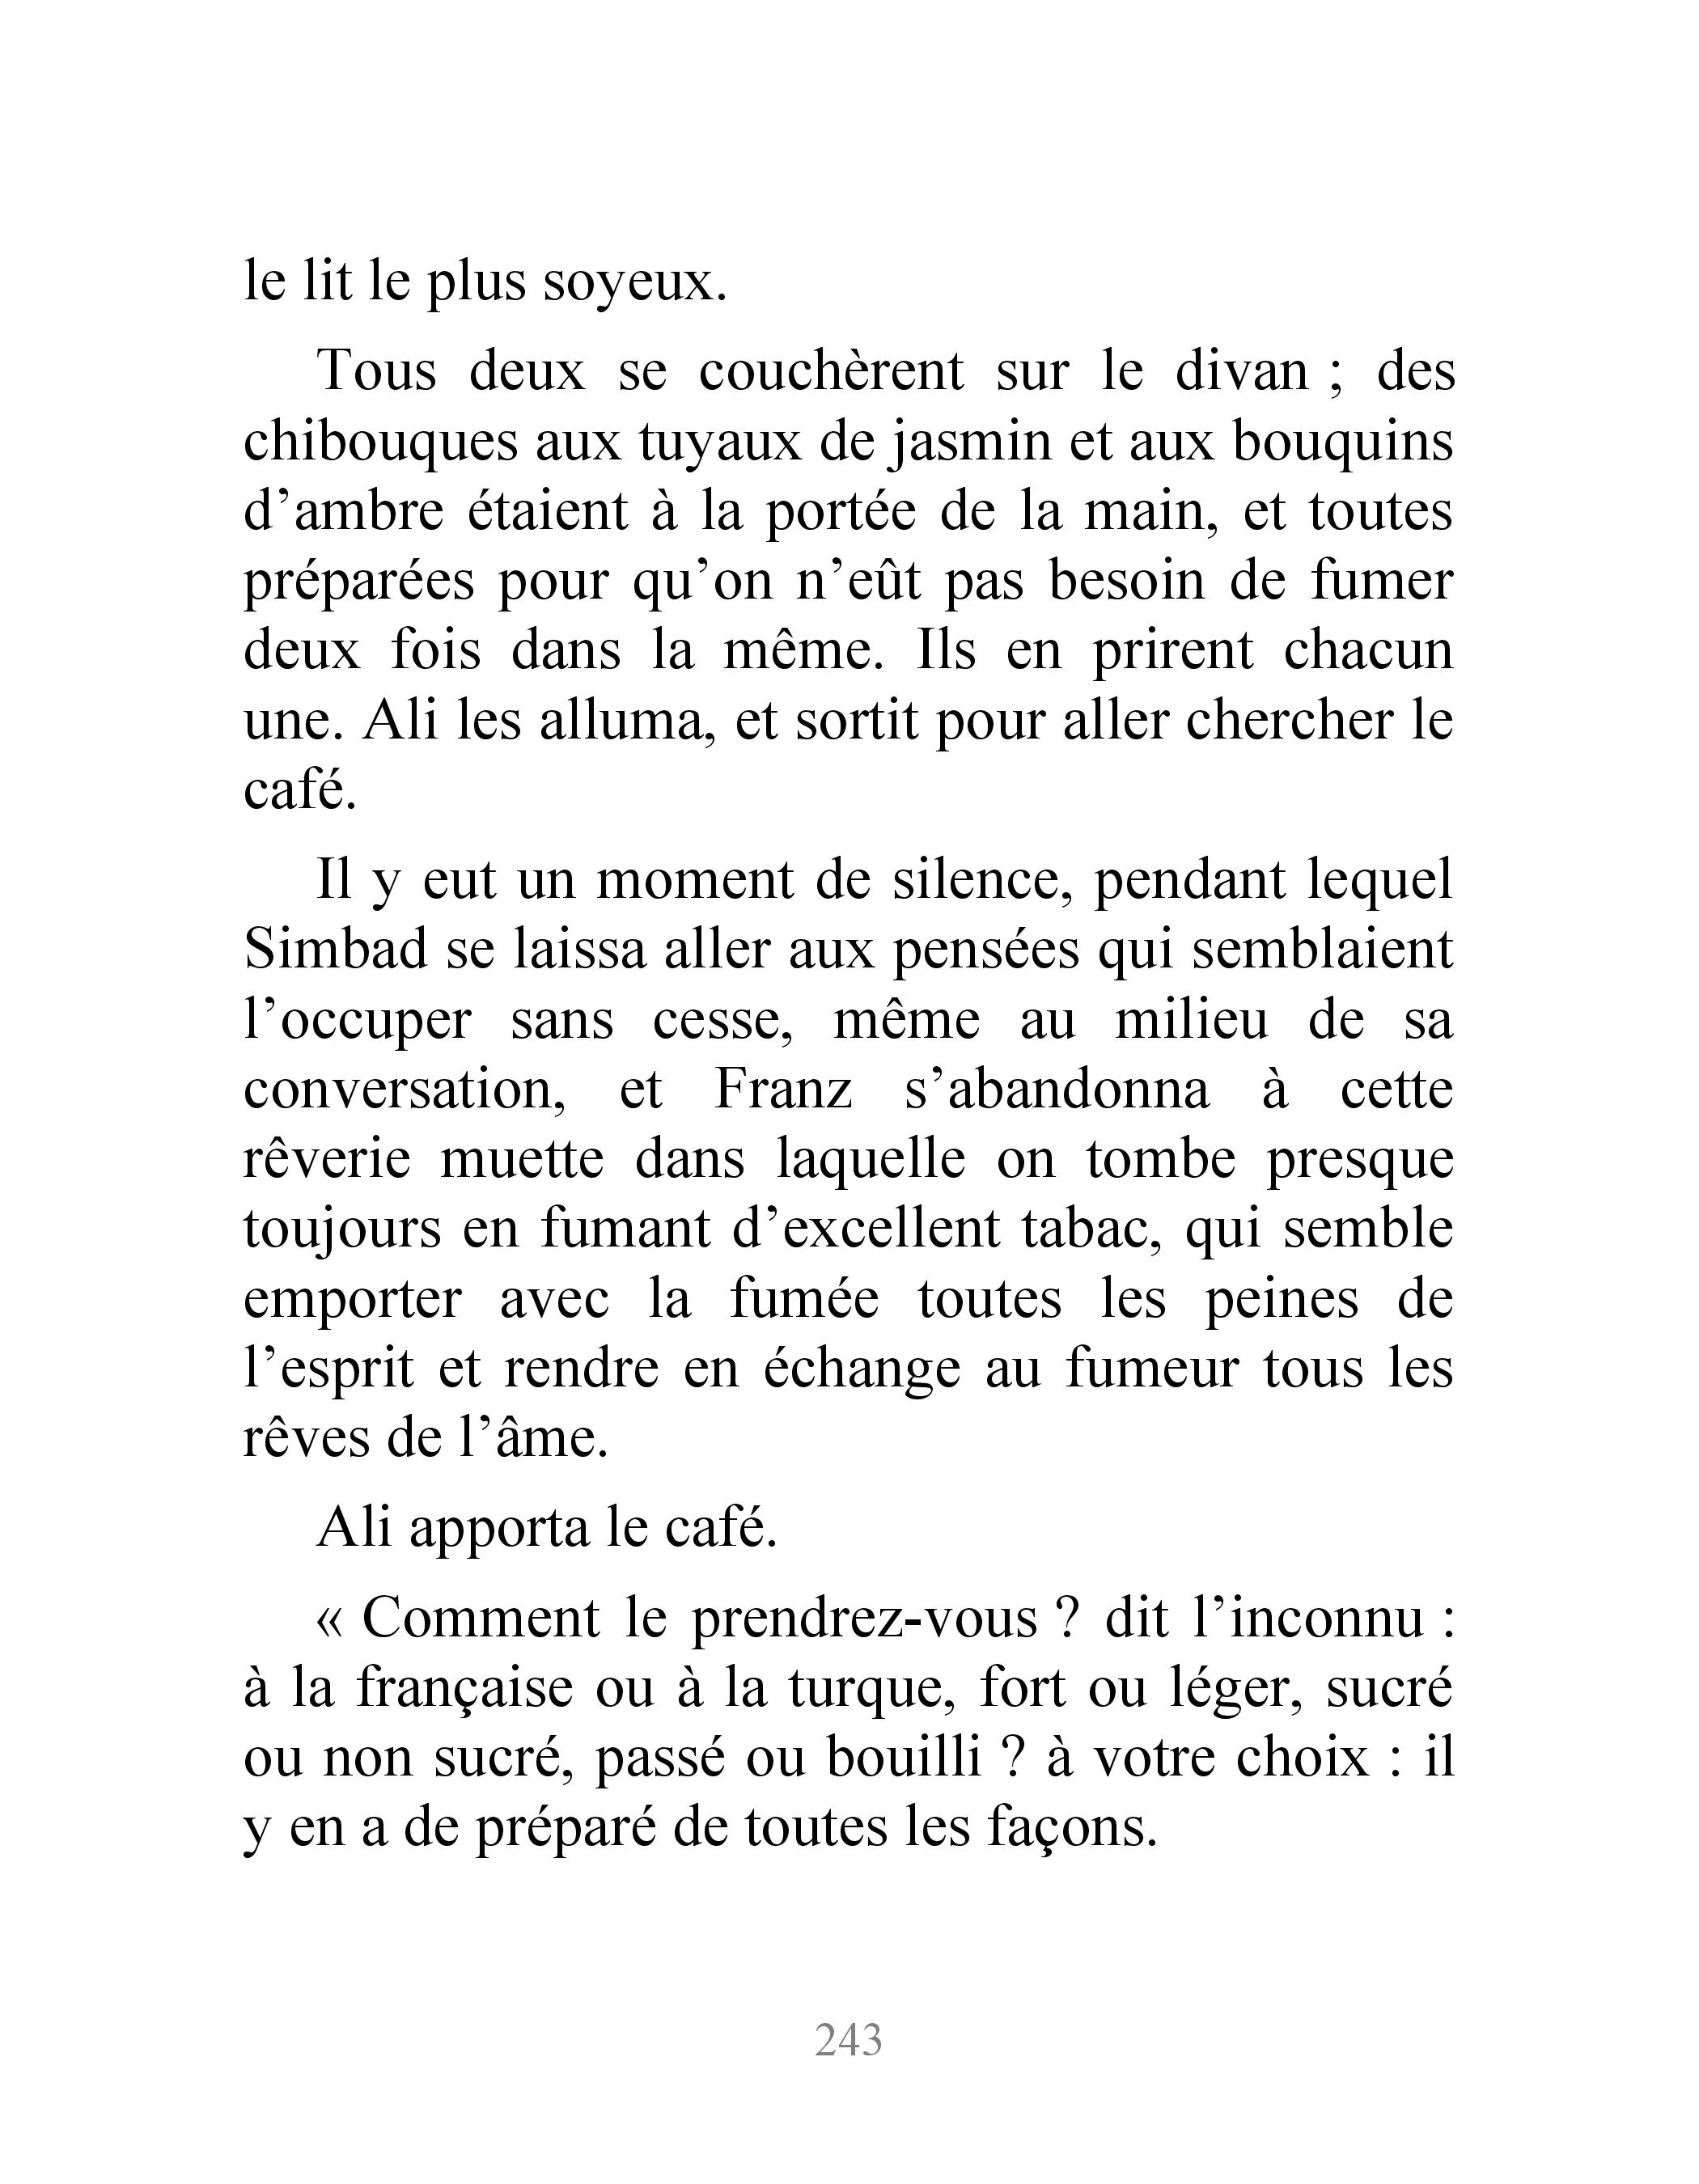 le lit le plus soyeux.
Tous deux se couchèrent sur le divan ; des
chibouques aux tuyaux de jasmin et aux bouquins
d’ambre étaient à la portée de la main, et toutes
préparées pour qu’on n’eût pas besoin de fumer
deux fois dans la même. Ils en prirent chacun
une. Ali les alluma, et sortit pour aller chercher le
café.
Il y eut un moment de silence, pendant lequel
Simbad se laissa aller aux pensées qui semblaient
l’occuper sans cesse, même au milieu de sa
conversation, et Franz s’abandonna à cette
rêverie muette dans laquelle on tombe presque
toujours en fumant d’excellent tabac, qui semble
emporter avec la fumée toutes les peines de
l’esprit et rendre en échange au fumeur tous les
rêves de l’âme.
Ali apporta le café.
« Comment le prendrez-vous ? dit l’inconnu :
à la française ou à la turque, fort ou léger, sucré
ou non sucré, passé ou bouilli ? à votre choix : il
y en a de préparé de toutes les façons.
243